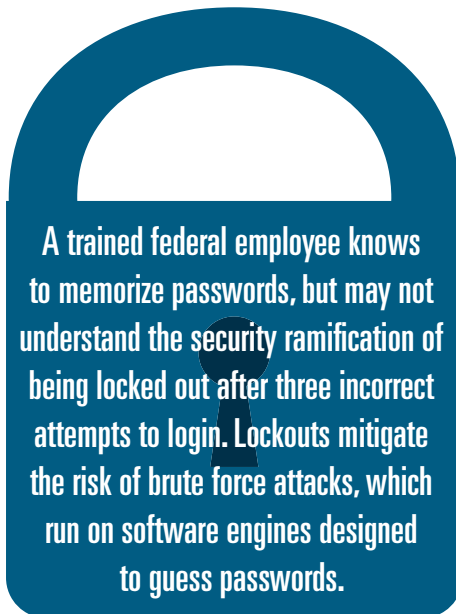 A trained federal employee knows
to memorize passwords, but may not
understand the security ramification of
being locked out after three incorrect
attempts to login. Lockouts mitigate
the risk of brute force attacks, which
run on software engines designed
to guess passwords.